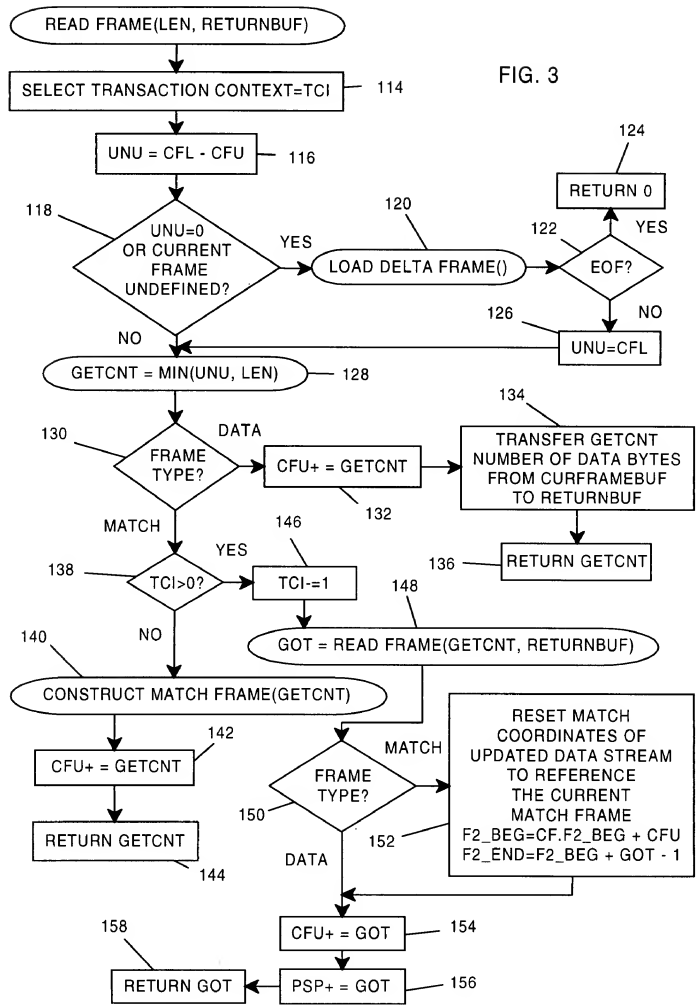 READ FRAME(LEN, RETURNBUF)
FIG. 3
SELECT TRANSACTION CONTEXT=TCI
114
UNU = CFL - CFU
116
124
RETURN 0
118
UNU=0
OR CURRENT
FRAME
UNDEFINED?
YES
120
LOAD DELTA FRAME()
122
YES
EOF?
NO
126
UNU=CFL
NO
GETCNT = MIN(UNU, LEN)
128
130
FRAME
TYPE?
DATA
CFU+ = GETCNT
132
134
TRANSFER GETCNT
NUMBER OF DATA BYTES
FROM CURFRAMEBUF
TO RETURNBUF
136
RETURN GETCNT
MATCH
138
TCI>0?
YES
146
TCI-=1
148
NO
GOT = READ FRAME(GETCNT, RETURNBUF)
140
CONSTRUCT MATCH FRAME(GETCNT)
142
CFU+ = GETCNT
RETURN GETCNT
144
150
FRAME
TYPE?
MATCH
152
RESET MATCH
COORDINATES OF
UPDATED DATA STREAM
TO REFERENCE
THE CURRENT
MATCH FRAME
F2_BEG=CF.F2_BEG + CFU
F2_END=F2_BEG + GOT - 1
DATA
CFU+ = GOT
154
PSP+ = GOT
156
158
RETURN GOT